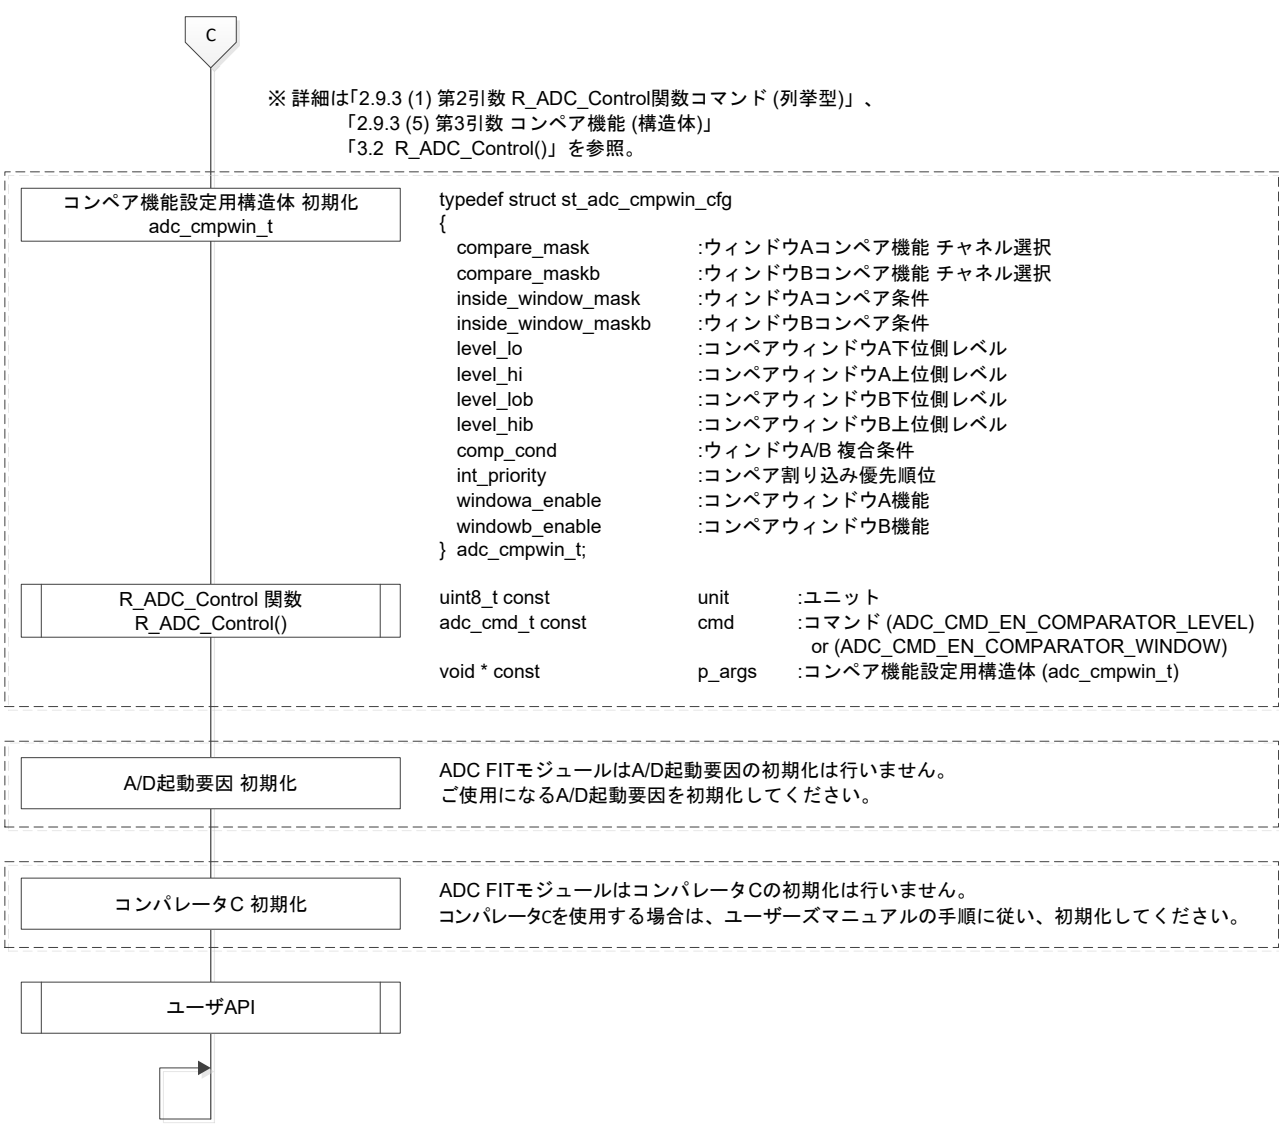 C
※ 詳細は「2.9.3 (1) 第2引数 R_ADC_Control関数コマンド (列挙型)」、
「2.9.3 (5) 第3引数 コンペア機能 (構造体)」
「3.2 R_ADC_Control()」を参照。
コンペア機能設定用構造体 初期化
adc_cmpwin_t
typedef struct st_adc_cmpwin_cfg
{
compare_mask :ウィンドウAコンペア機能 チャネル選択
compare_maskb :ウィンドウBコンペア機能 チャネル選択
inside_window_mask :ウィンドウAコンペア条件
inside_window_maskb :ウィンドウBコンペア条件
level_lo :コンペアウィンドウA下位側レベル
level_hi :コンペアウィンドウA上位側レベル
level_lob :コンペアウィンドウB下位側レベル
level_hib :コンペアウィンドウB上位側レベル
comp_cond :ウィンドウA/B 複合条件
int_priority :コンペア割り込み優先順位
windowa_enable :コンペアウィンドウA機能
windowb_enable :コンペアウィンドウB機能
} adc_cmpwin_t;
R_ADC_Control 関数
R_ADC_Control()
uint8_t const unit :ユニット
adc_cmd_t const cmd :コマンド (ADC_CMD_EN_COMPARATOR_LEVEL)
or (ADC_CMD_EN_COMPARATOR_WINDOW)
void * const p_args :コンペア機能設定用構造体 (adc_cmpwin_t)
A/D起動要因 初期化
ADC FITモジュールはA/D起動要因の初期化は行いません。
ご使用になるA/D起動要因を初期化してください。
コンパレータC 初期化
ADC FITモジュールはコンパレータCの初期化は行いません。
コンパレータCを使用する場合は、ユーザーズマニュアルの手順に従い、初期化してください。
ユーザAPI